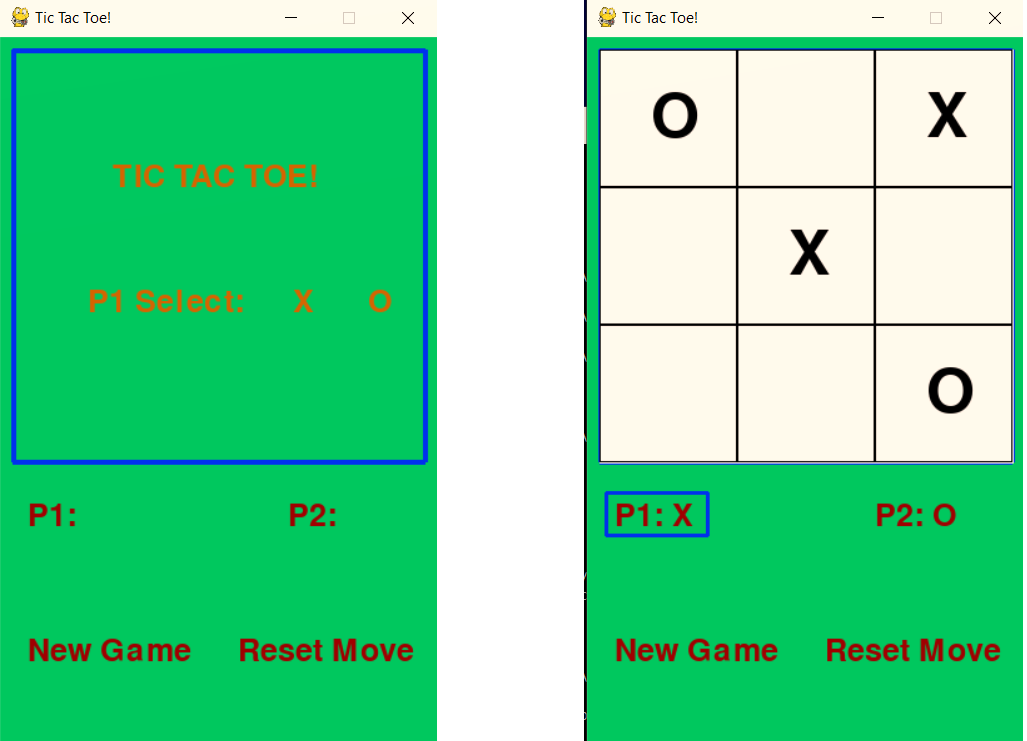 Tic Tac Toe!
TIC TAC TOE!
P1 Select: X O
P1: P2:
New Game Reset Move
Tic Tac Toe!
O X
X
O
P1: X P2: O
New Game Reset Move